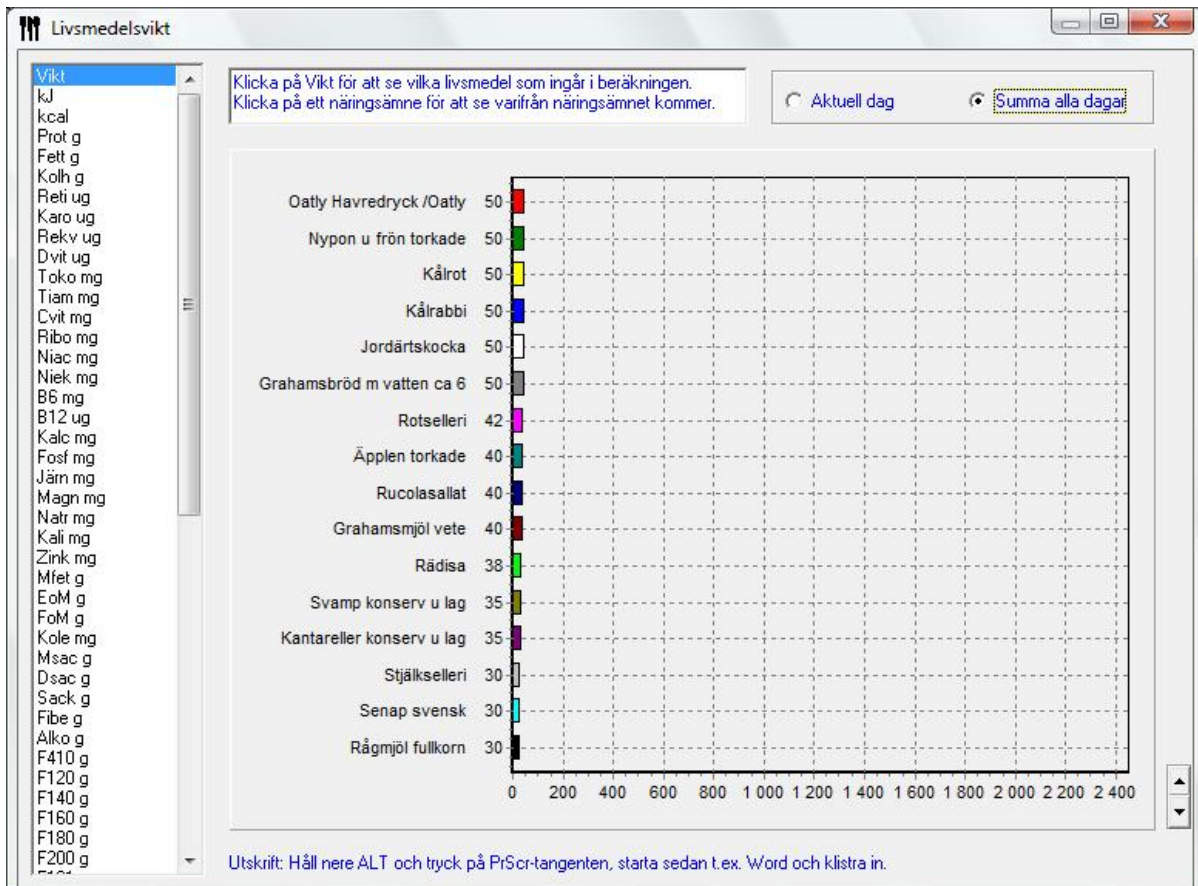 Livsmedelsvikt
Vikt
kJ
kcal
Prot g
Fett g
Kolh g
Reti ug
Karo ug
Rekv ug
Dvit ug
Toko mg
Tiam mg
Cvit mg
Ribo mg
Niac mg
Niek mg
B6 mg
B12 ug
Kalc mg
Fosf mg
Järn mg
Magn mg
Natr mg
Kali mg
Zink mg
Mfet g
EoM g
FoM g
Kole mg
Msac g
Dsac g
Sack g
Fibe g
Alko g
F410 g
F120 g
F140 g
F160 g
F180 g
F200 g
Klicka på Vikt för att se vilka livsmedel som ingår i beräkningen.
Klicka på ett näringsämne för att se varifrån näringsämnet kommer.
Aktuell dag
Summa alla dagar
Oatly Havredryck /Oatly 50
Nypon u frön torkade 50
Kålrot 50
Kålrabbi 50
Jordärtskocka 50
Grahamsbröd m vatten ca 6 50
Rotselleri 42
Äpplen torkade 40
Rucolasallat 40
Grahamsmjöl vete 40
Rädisa 38
Svamp konserv u lag 35
Kantareller konserv u lag 35
Stjälkselleri 30
Senap svensk 30
Rågmjöl fullkorn 30
0 200 400 600 800 1 000 1 200 1 400 1 600 1 800 2 000 2 200 2 400
Utskrift: Håll nere ALT och tryck på PrScr-tangenten, starta sedan t.ex. Word och klistra in.